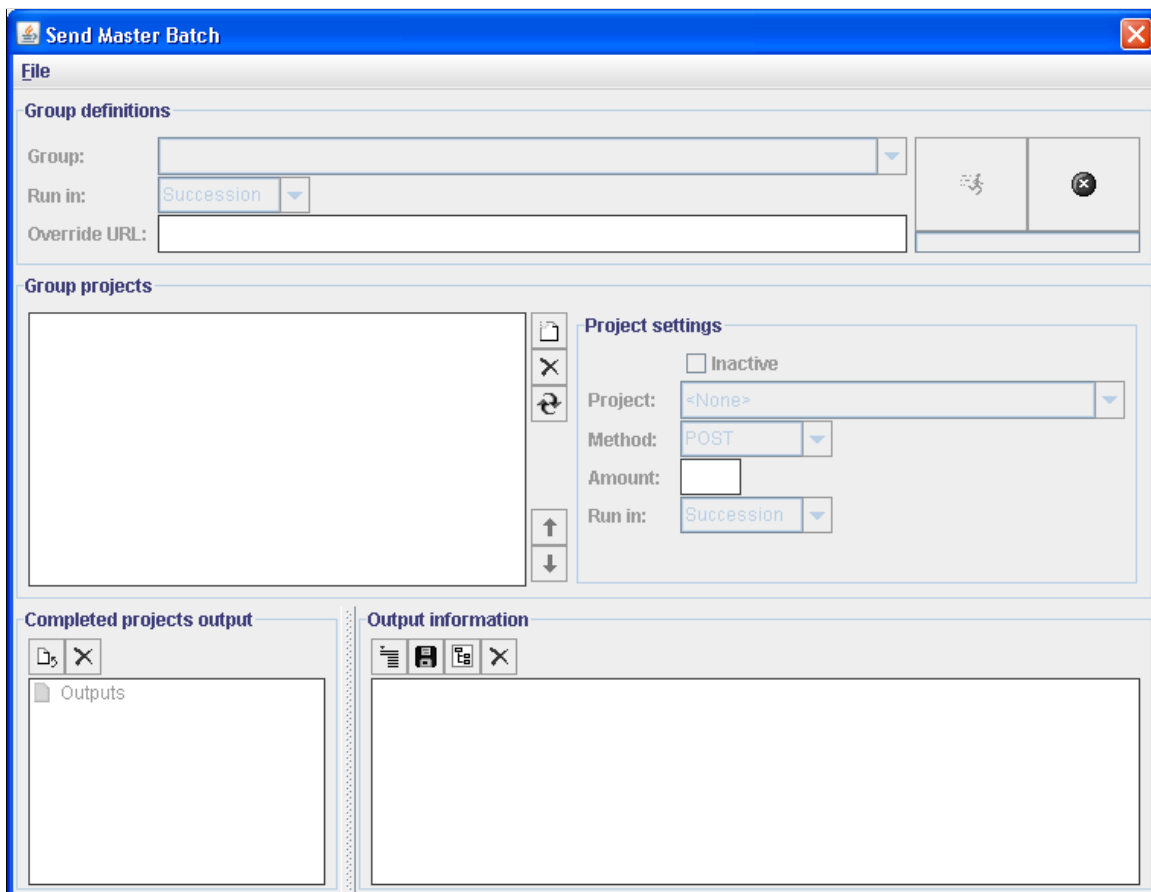 Send Master Batch
File
Group definitions
Group:
Run in: Succession
Override URL:
Group projects
Project settings
Inactive
Project: <None>
Method: POST
Amount:
Run in: Succession
Completed projects output
Outputs
Output information